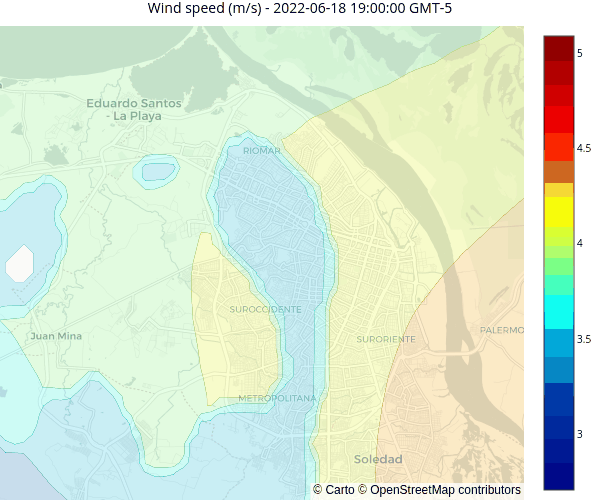 Wind speed (m/s) - 2022-06-18 19:00:00 GMT-5
5
Eduardo Santos
- La Playa
RIOMAR
4.5
4
SUROCCIDENTE
PALERMO
Juan Mina
SURORIENTE
3.5
METROPOLITANA
3
Soledad
© Carto © OpenStreetMap contributors